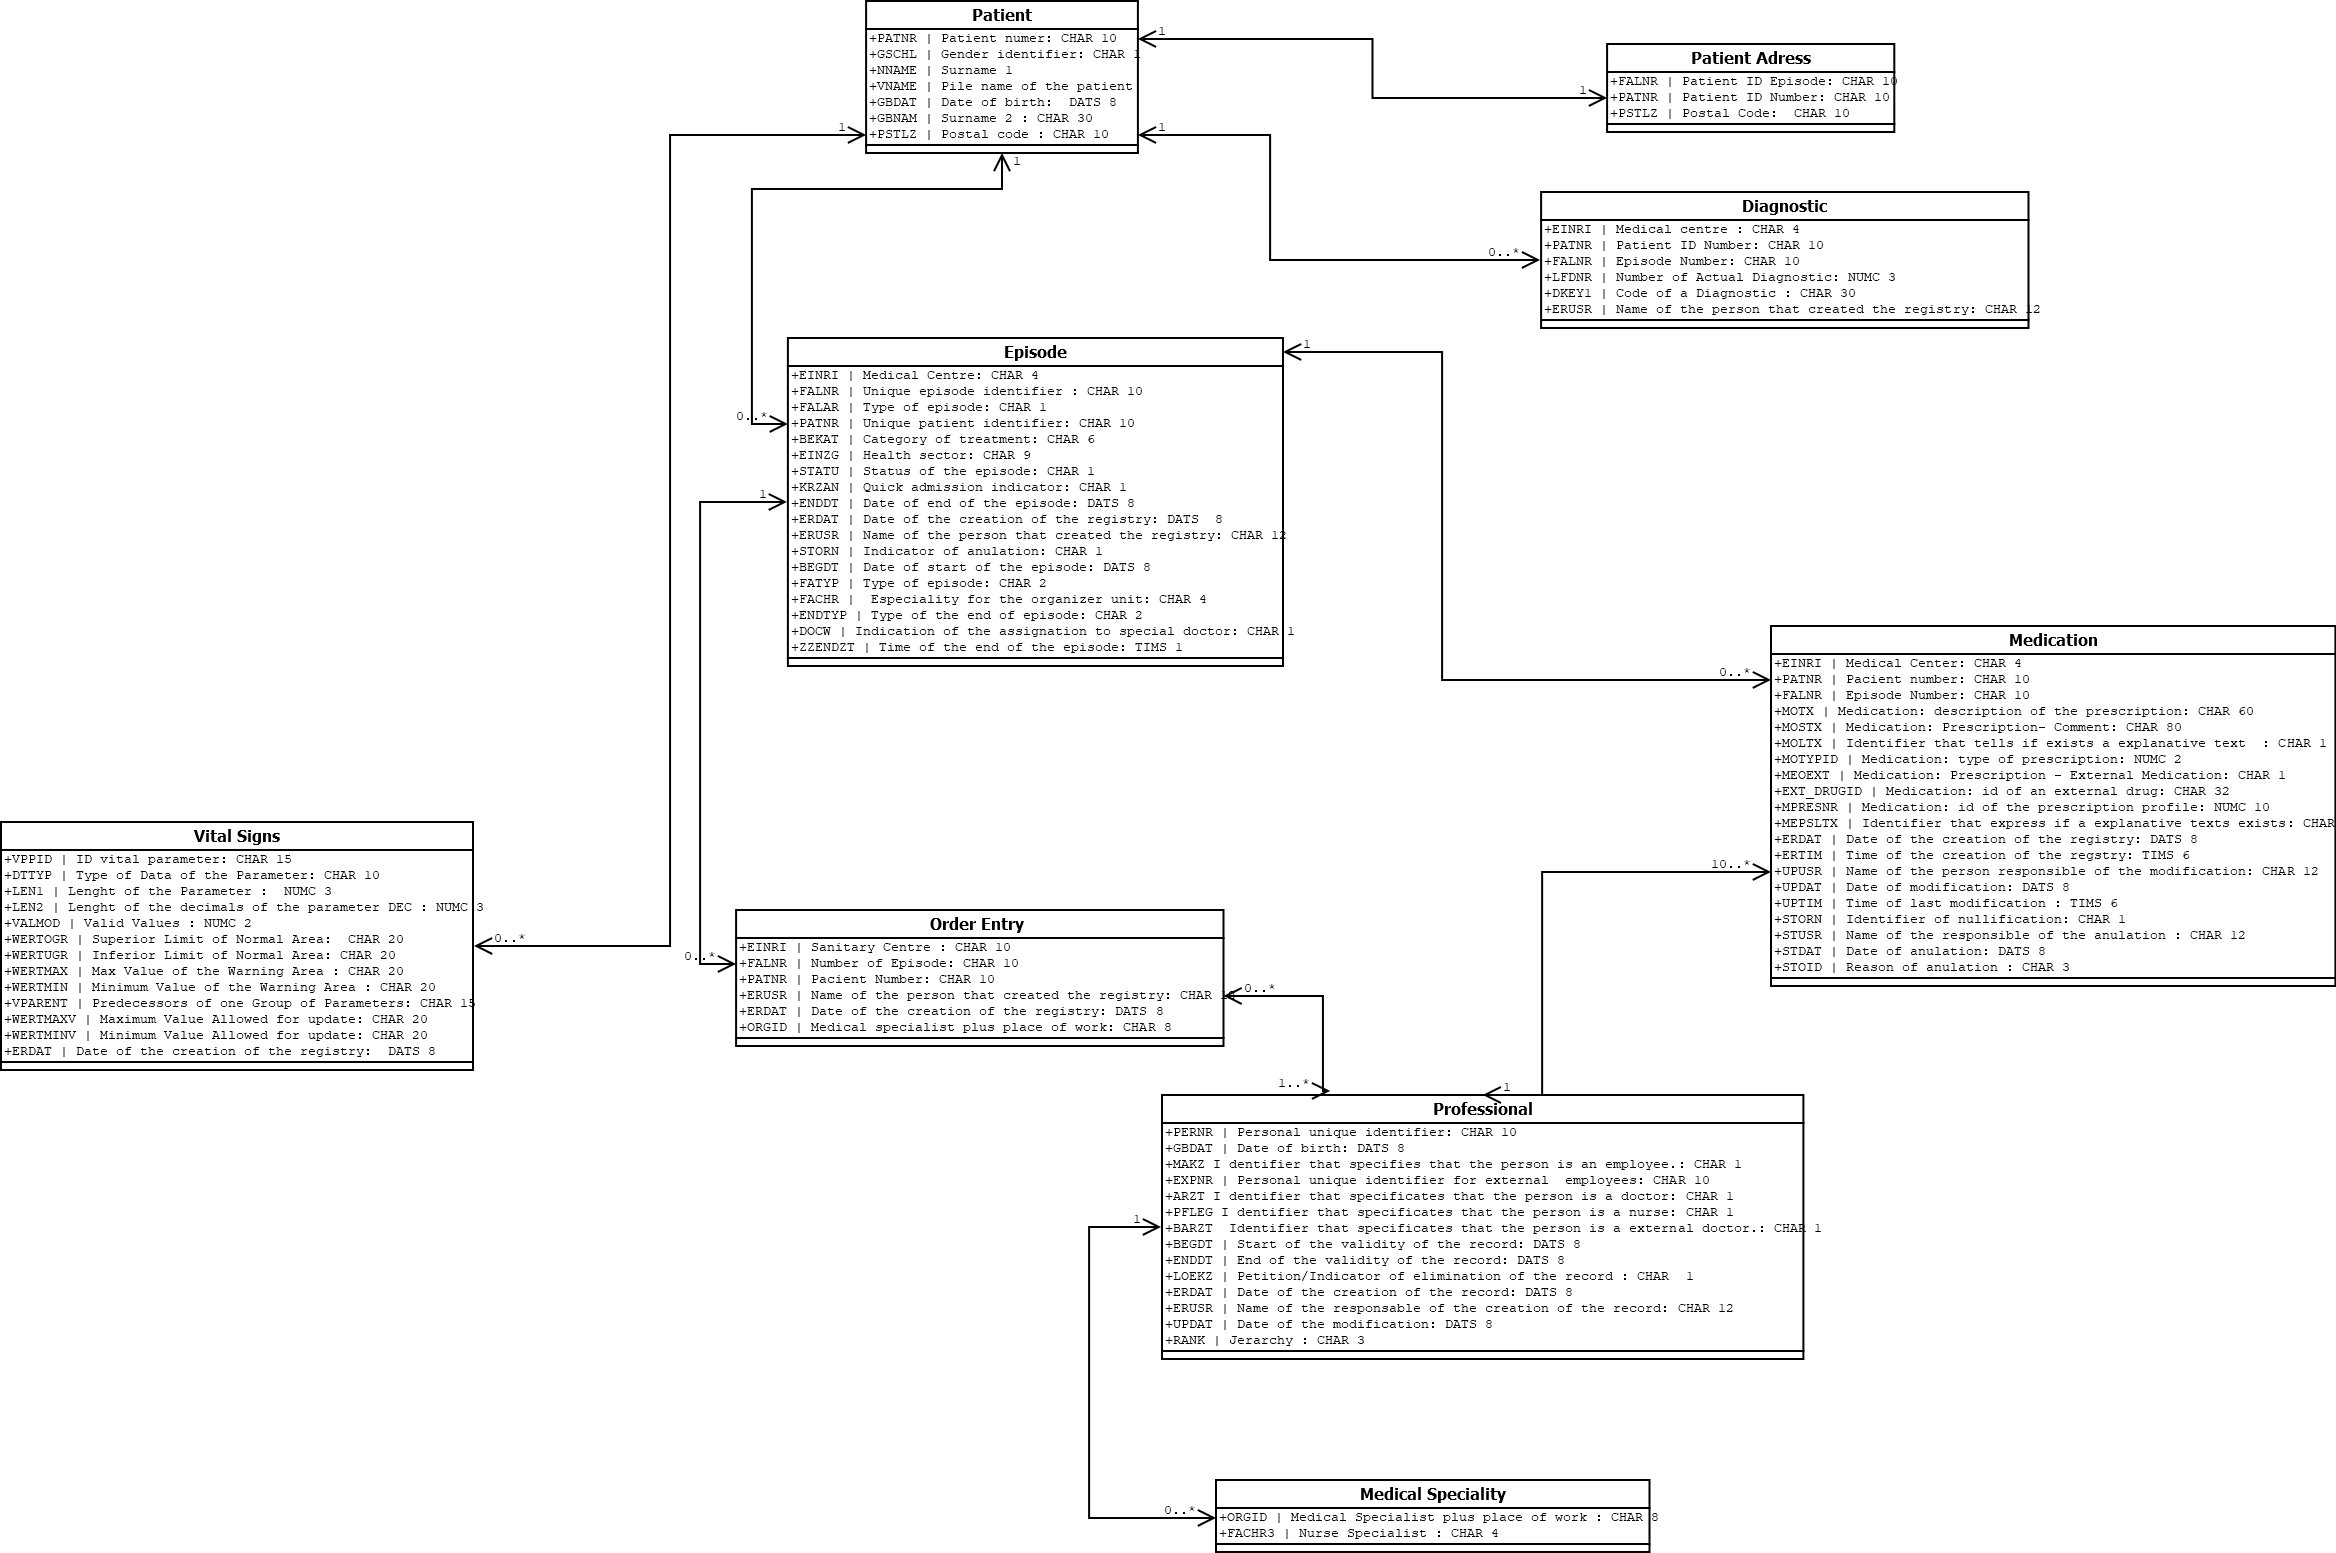 Patient
+PATNR | Patient numer: CHAR 10
+GSCHL | Gender identifier: CHAR 1
+NNAME | Surname 1
+VNAME | Pile name of the patient
+GBDAT | Date of birth:  DATS 8
+GBNAM | Surname 2 : CHAR 30
+PSTLZ | Postal code : CHAR 10
1
1
1
1
1
Patient Adress
+FALNR | Patient ID Episode: CHAR 10
+PATNR | Patient ID Number: CHAR 10
+PSTLZ | Postal Code:  CHAR 10
0..*
Diagnostic
+EINRI | Medical centre : CHAR 4
+PATNR | Patient ID Number: CHAR 10
+FALNR | Episode Number: CHAR 10
+LFDNR | Number of Actual Diagnostic: NUMC 3
+DKEY1 | Code of a Diagnostic : CHAR 30
+ERUSR | Name of the person that created the registry: CHAR 12
Episode
+EINRI | Medical Centre: CHAR 4
+FALNR | Unique episode identifier : CHAR 10
+FALAR | Type of episode: CHAR 1
+PATNR | Unique patient identifier: CHAR 10
+BEKAT | Category of treatment: CHAR 6
+EINZG | Health sector: CHAR 9
+STATU | Status of the episode: CHAR 1
+KRZAN | Quick admission indicator: CHAR 1
+ENDDT | Date of end of the episode: DATS 8
+ERDAT | Date of the creation of the registry: DATS  8
+ERUSR | Name of the person that created the registry: CHAR 12
+STORN | Indicator of anulation: CHAR 1
+BEGDT | Date of start of the episode: DATS 8
+FATYP | Type of episode: CHAR 2
+FACHR |  Especiality for the organizer unit: CHAR 4
+ENDTYP | Type of the end of episode: CHAR 2
+DOCW | Indication of the assignation to special doctor: CHAR 1
+ZZENDZT | Time of the end of the episode: TIMS 1
1
0..*
1
0..*
Medication
+EINRI | Medical Center: CHAR 4
+PATNR | Pacient number: CHAR 10
+FALNR | Episode Number: CHAR 10
+MOTX | Medication: description of the prescription: CHAR 60
+MOSTX | Medication: Prescription- Comment: CHAR 80
+MOLTX | Identifier that tells if exists a explanative text  : CHAR 1
+MOTYPID | Medication: type of prescription: NUMC 2
+MEOEXT | Medication: Prescription - External Medication: CHAR 1
+EXT_DRUGID | Medication: id of an external drug: CHAR 32
+MPRESNR | Medication: id of the prescription profile: NUMC 10
+MEPSLTX | Identifier that express if a explanative texts exists: CHAR
+ERDAT | Date of the creation of the registry: DATS 8
+ERTIM | Time of the creation of the regstry: TIMS 6
+UPUSR | Name of the person responsible of the modification: CHAR 12
+UPDAT | Date of modification: DATS 8
+UPTIM | Time of last modification : TIMS 6
+STORN | Identifier of nullification: CHAR 1
+STUSR | Name of the responsible of the anulation : CHAR 12
+STDAT | Date of anulation: DATS 8
+STOID | Reason of anulation : CHAR 3
10..*
Vital Signs
+VPPID | ID vital parameter: CHAR 15
+DTTYP | Type of Data of the Parameter: CHAR 10
+LEN1 | Lenght of the Parameter :  NUMC 3
+LEN2 | Lenght of the decimals of the parameter DEC : NUMC 3
+VALMOD | Valid Values : NUMC 2
+WERTOGR | Superior Limit of Normal Area:  CHAR 20
+WERTUGR | Inferior Limit of Normal Area: CHAR 20
+WERTMAX | Max Value of the Warning Area : CHAR 20
+WERTMIN | Minimum Value of the Warning Area : CHAR 20
+VPARENT | Predecessors of one Group of Parameters: CHAR 15
+WERTMAXV | Maximum Value Allowed for update: CHAR 20
+WERTMINV | Minimum Value Allowed for update: CHAR 20
+ERDAT | Date of the creation of the registry:  DATS 8
0..*
0..*
Order Entry
+EINRI | Sanitary Centre : CHAR 10
+FALNR | Number of Episode: CHAR 10
+PATNR | Pacient Number: CHAR 10
+ERUSR | Name of the person that created the registry: CHAR
+ERDAT | Date of the creation of the registry: DATS 8
+ORGID | Medical specialist plus place of work: CHAR 8
0..*
1..*
1
Professional
+PERNR | Personal unique identifier: CHAR 10
+GBDAT | Date of birth: DATS 8
+MAKZ I dentifier that specifies that the person is an employee.: CHAR 1
+EXPNR | Personal unique identifier for external  employees: CHAR 10
+ARZT I dentifier that specificates that the person is a doctor: CHAR 1
+PFLEG I dentifier that specificates that the person is a nurse: CHAR 1
+BARZT  Identifier that specificates that the person is a external doctor.: CHAR 1
+BEGDT | Start of the validity of the record: DATS 8
+ENDDT | End of the validity of the record: DATS 8
+LOEKZ | Petition/Indicator of elimination of the record : CHAR  1
+ERDAT | Date of the creation of the record: DATS 8
+ERUSR | Name of the responsable of the creation of the record: CHAR 12
+UPDAT | Date of the modification: DATS 8
+RANK | Jerarchy : CHAR 3
1
0..*
Medical Speciality
+ORGID | Medical Specialist plus place of work : CHAR 8
+FACHR3 | Nurse Specialist : CHAR 4